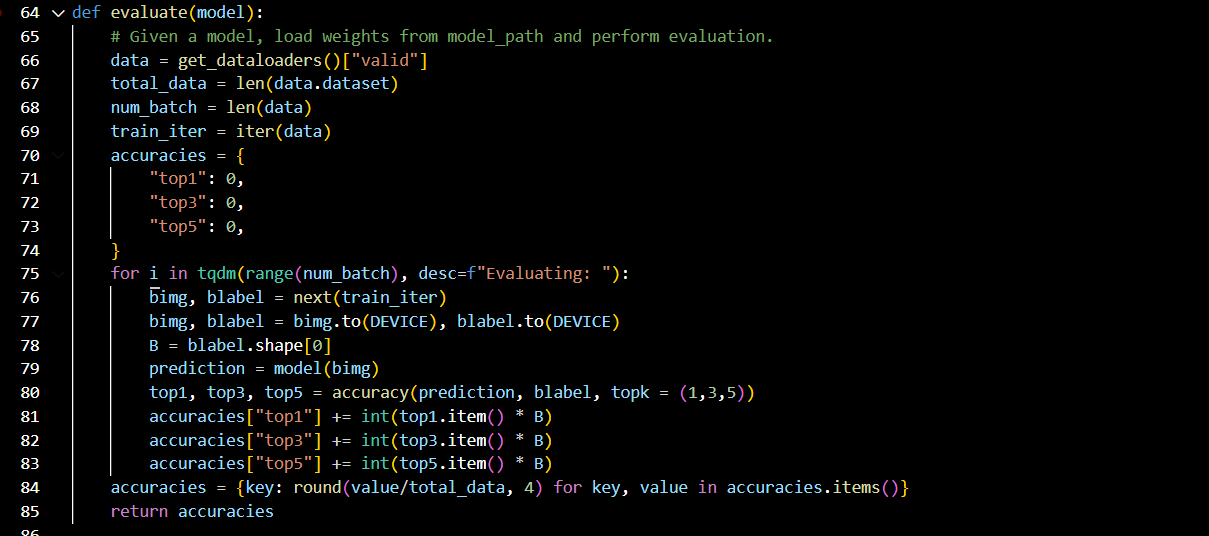 64 def evaluate(model):
65     # Given a model, load weights from model_path and perform evaluation.
66     data = get_dataloaders()["valid"]
67     total_data = len(data.dataset)
68     num_batch = len(data)
69     train_iter = iter(data)
70     accuracies = {
71         "top1": 0,
72         "top3": 0,
73         "top5": 0,
74     }
75     for i in tqdm(range(num_batch), desc=f"Evaluating: "):
76         bimg, blabel = next(train_iter)
77         bimg, blabel = bimg.to(DEVICE), blabel.to(DEVICE)
78         B = blabel.shape[0]
79         prediction = model(bimg)
80         top1, top3, top5 = accuracy(prediction, blabel, topk = (1,3,5))
81         accuracies["top1"] += int(top1.item() * B)
82         accuracies["top3"] += int(top3.item() * B)
83         accuracies["top5"] += int(top5.item() * B)
84     accuracies = {key: round(value/total_data, 4) for key, value in accuracies.items()}
85     return accuracies
86